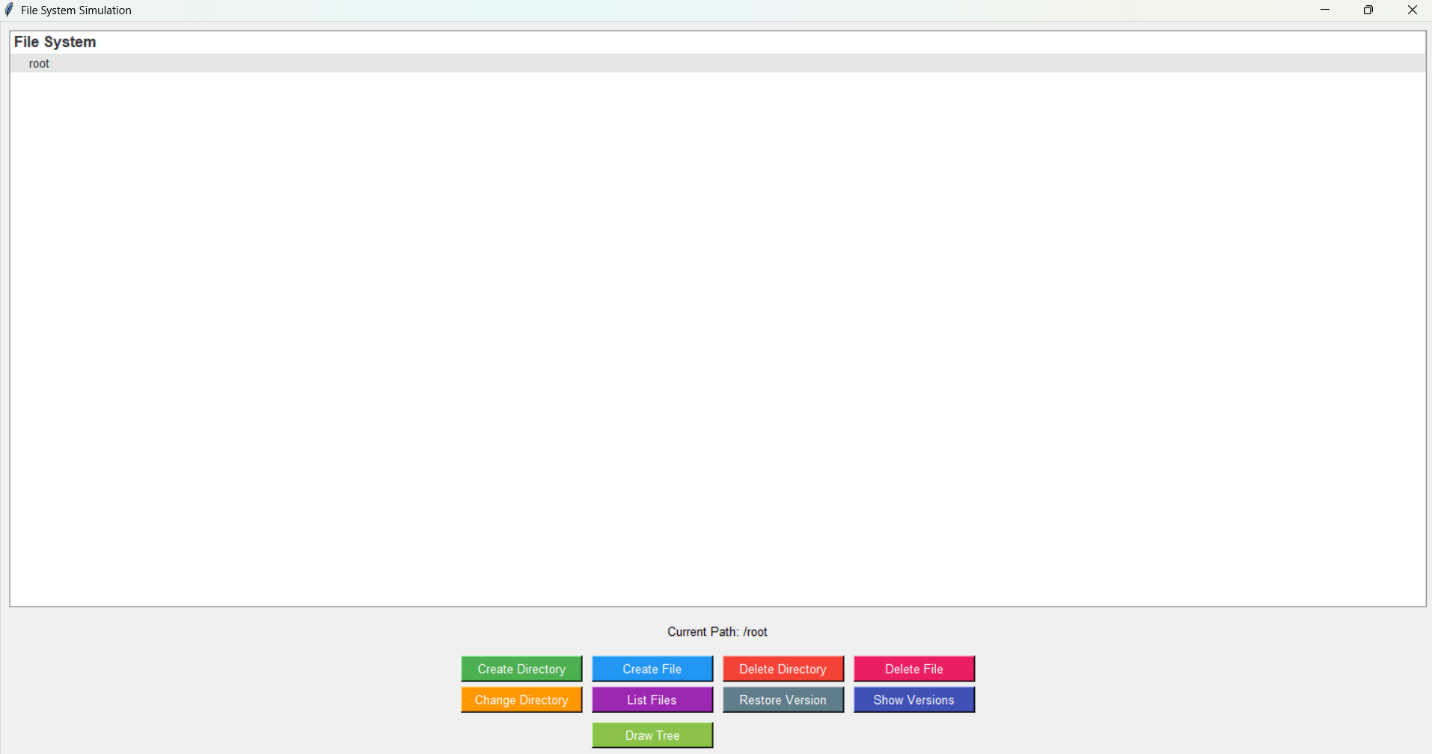 File System Simulation
File System
root
Current Path: /root
Create Directory Create File Delete Directory Delete File
Change Directory List Files Restore Version Show Versions
Draw Tree